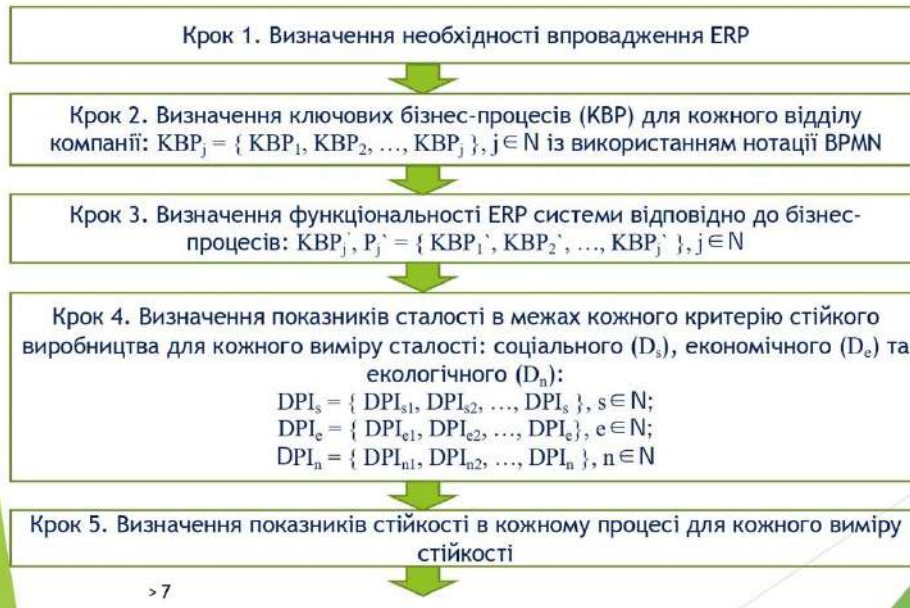 Крок 1. Визначення необхідності впровадження ERP
Крок 2. Визначення ключових бізнес-процесів (KBP) для кожного відділу
компанії: KBPⱼ = { KBP₁, KBP₂, …, KBPⱼ }, j∈N із використанням нотації BPMN
Крок 3. Визначення функціональності ERP системи відповідно до бізнес-
процесів: KBPⱼ`, Pⱼ` = { KBP₁`, KBP₂`, …, KBPⱼ` }, j∈N
Крок 4. Визначення показників сталості в межах кожного критерію стійкого
виробництва для кожного виміру сталості: соціального (Dₛ), економічного (Dₑ) та
екологічного (Dₙ):
DPIₛ = { DPIₛ₁, DPIₛ₂, …, DPIₛ }, s∈N;
DPIₑ = { DPIₑ₁, DPIₑ₂, …, DPIₑ}, e∈N;
DPIₙ = { DPIₙ₁, DPIₙ₂, …, DPIₙ }, n∈N
Крок 5. Визначення показників стійкості в кожному процесі для кожного виміру
стійкості
> 7